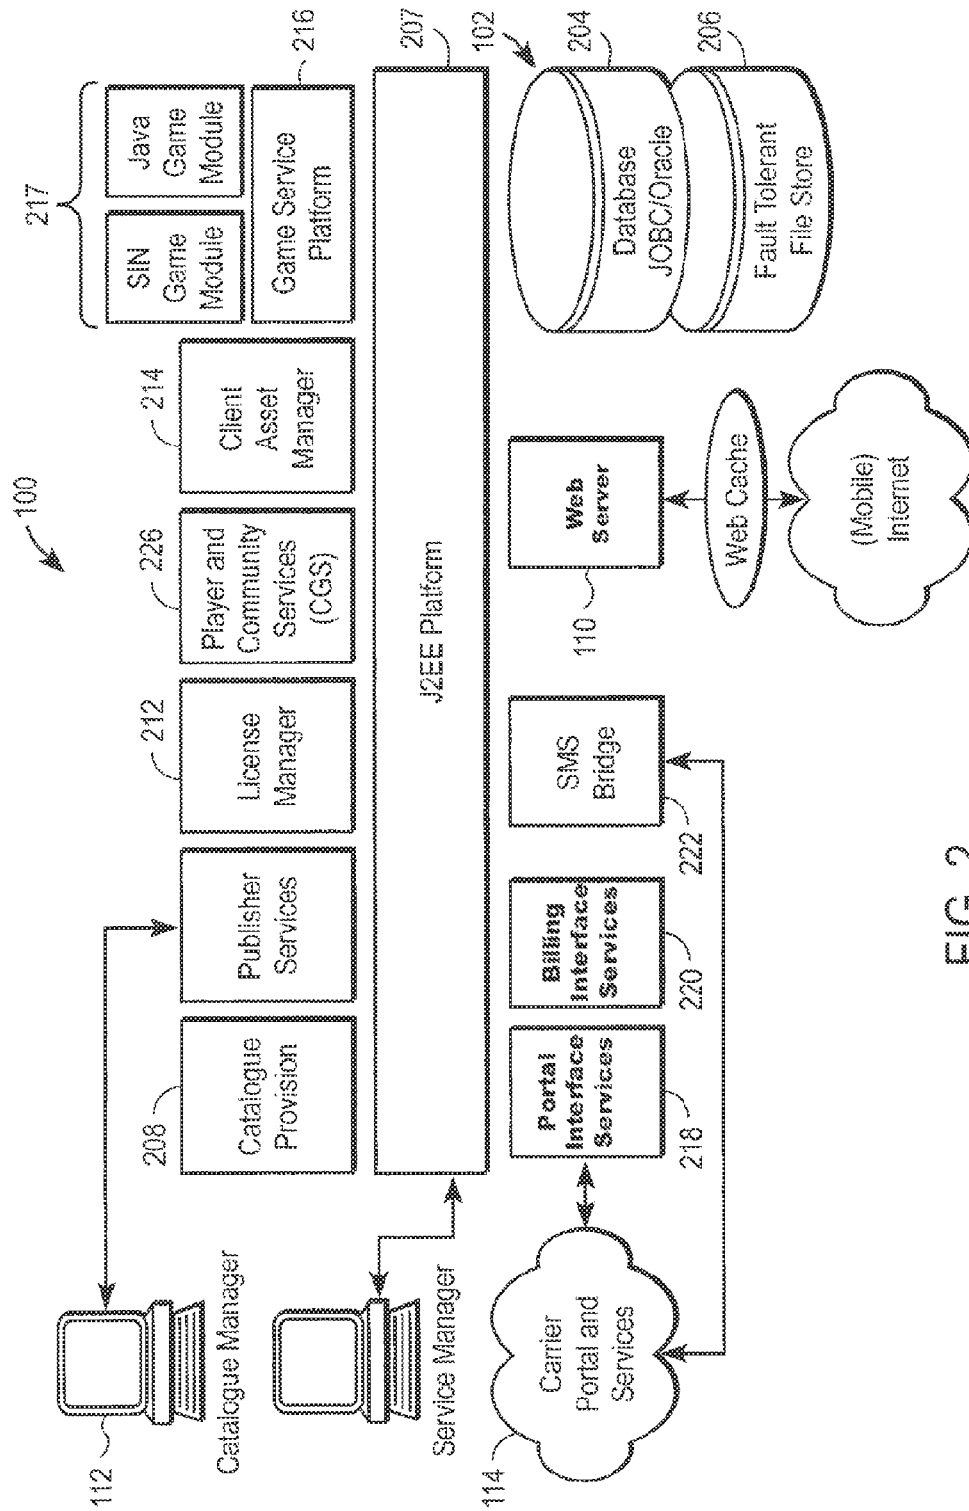 100
217
SIN
Game
Module
Java
Game
Module
216
Game Service
Platform
208
Catalogue
Provision
Publisher
Services
212
License
Manager
226
Player and
Community
Services
(CGS)
214
Client
Asset
Manager
112
Catalogue Manager
Service Manager
207
J2EE Platform
114
Carrier
Portal and
Services
Portal
Interface
Services
218
Billing
Interface
Services
220
SMS
Bridge
222
Web
Server
110
Web Cache
(Mobile)
Internet
102
204
Database
JOBC/Oracle
206
Fault Tolerant
File Store
FIG. 2